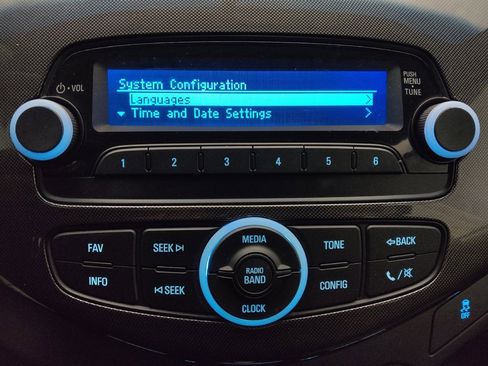 System Configuration
Languages
Time and Date Settings
VOL
PUSH
MENU
TUNE
1 2 3 4 5 6
FAV
SEEK
MEDIA
TONE
BACK
INFO
SEEK
RADIO
BAND
CONFIG
CLOCK
OFF